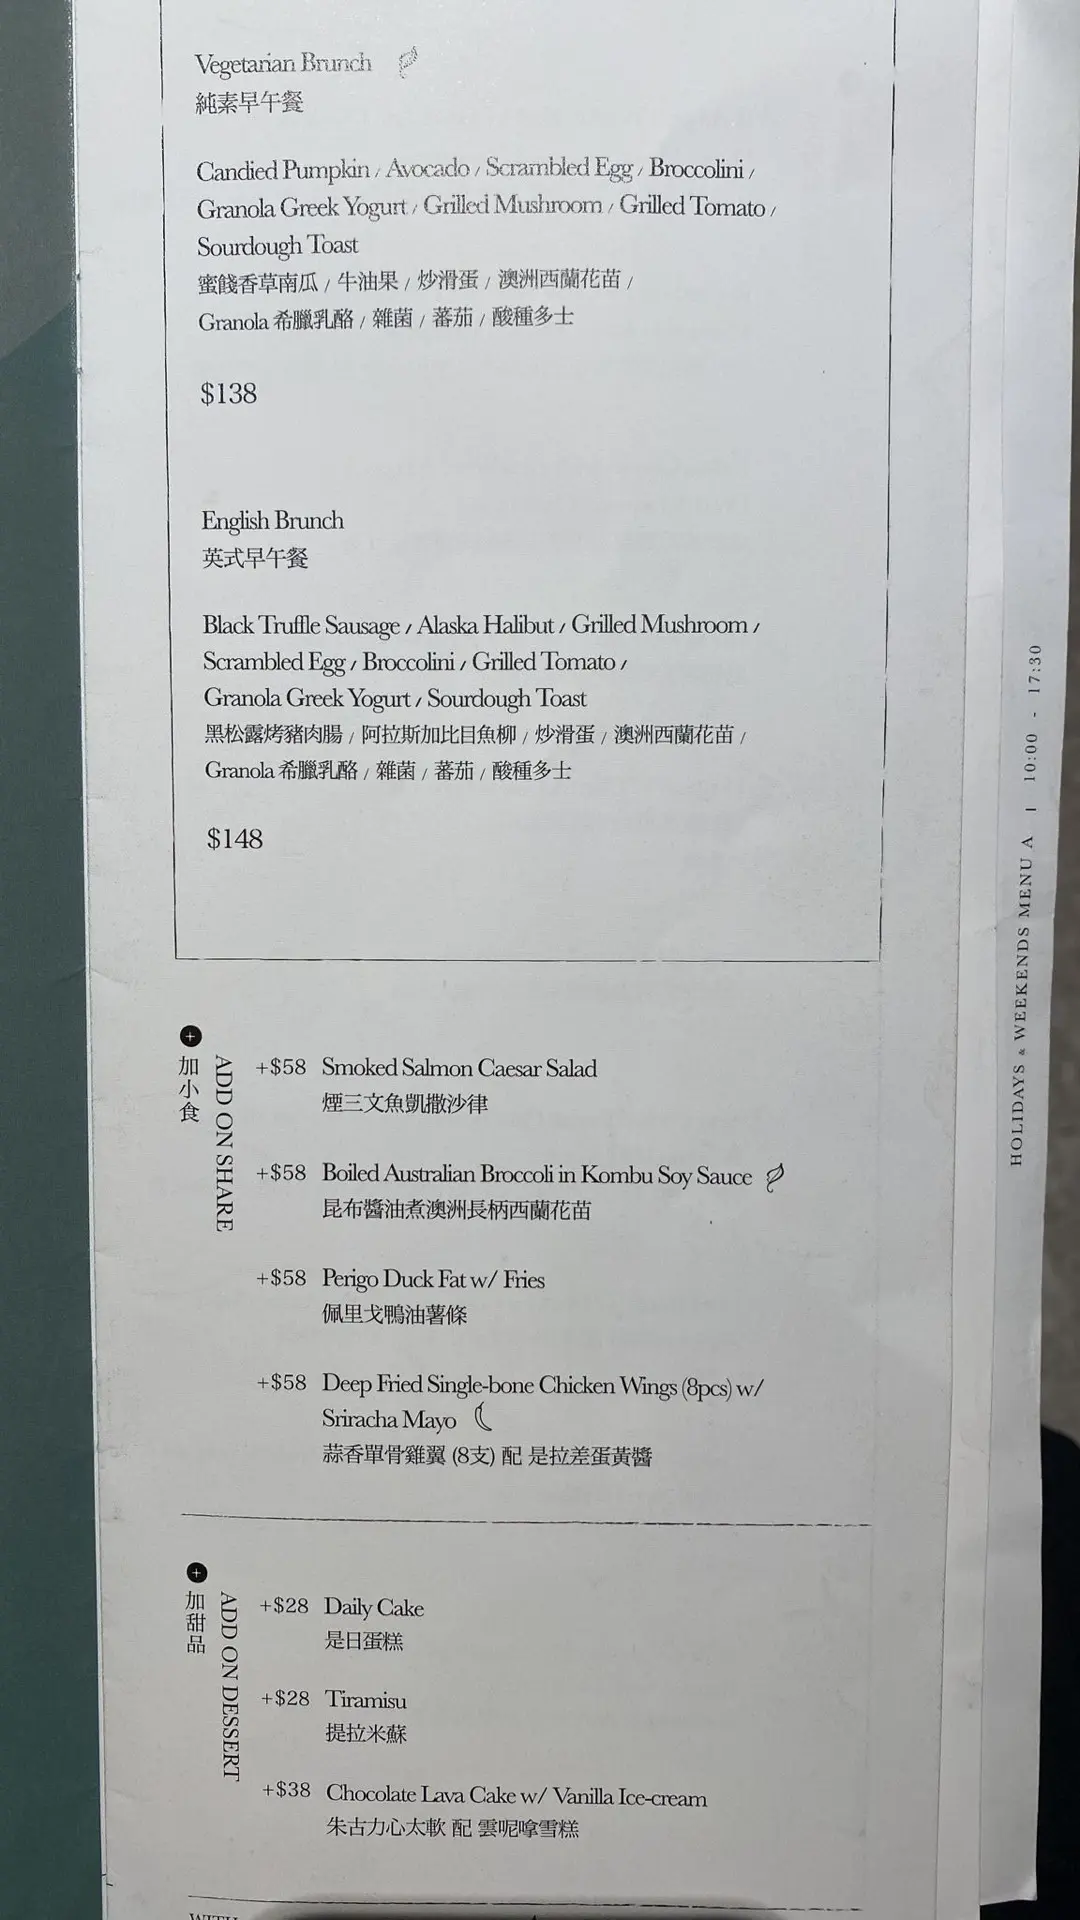 Vegetarian Brunch
純素早午餐
Candied Pumpkin / Avocado / Scrambled Egg / Broccolini /
Granola Greek Yogurt / Grilled Mushroom / Grilled Tomato /
Sourdough Toast
蜜餞香草南瓜 / 牛油果 / 炒滑蛋 / 澳洲西蘭花苗 /
Granola 希臘乳酪 / 雜菌 / 蕃茄 / 酸種多士
$138
English Brunch
英式早午餐
Black Truffle Sausage / Alaska Halibut / Grilled Mushroom /
Scrambled Egg / Broccolini / Grilled Tomato /
Granola Greek Yogurt / Sourdough Toast
黑松露烤豬肉腸 / 阿拉斯加比目魚柳 / 炒滑蛋 / 澳洲西蘭花苗 /
Granola 希臘乳酪 / 雜菌 / 蕃茄 / 酸種多士
$148
+
加小食
ADD ON SHARE
+$58 Smoked Salmon Caesar Salad
煙三文魚凱撒沙律
+$58 Boiled Australian Broccoli in Kombu Soy Sauce
昆布醬油煮澳洲長柄西蘭花苗
+$58 Perigo Duck Fat w/ Fries
佩里戈鴨油薯條
+$58 Deep Fried Single-bone Chicken Wings (8pcs) w/
Sriracha Mayo
蒜香單骨雞翼 (8支) 配 是拉差蛋黃醬
+
加甜品
ADD ON DESSERT
+$28 Daily Cake
是日蛋糕
+$28 Tiramisu
提拉米蘇
+$38 Chocolate Lava Cake w/ Vanilla Ice-cream
朱古力心太軟 配 雲呢嗱雪糕
HOLIDAYS & WEEKENDS MENU A | 10:00 - 17:30